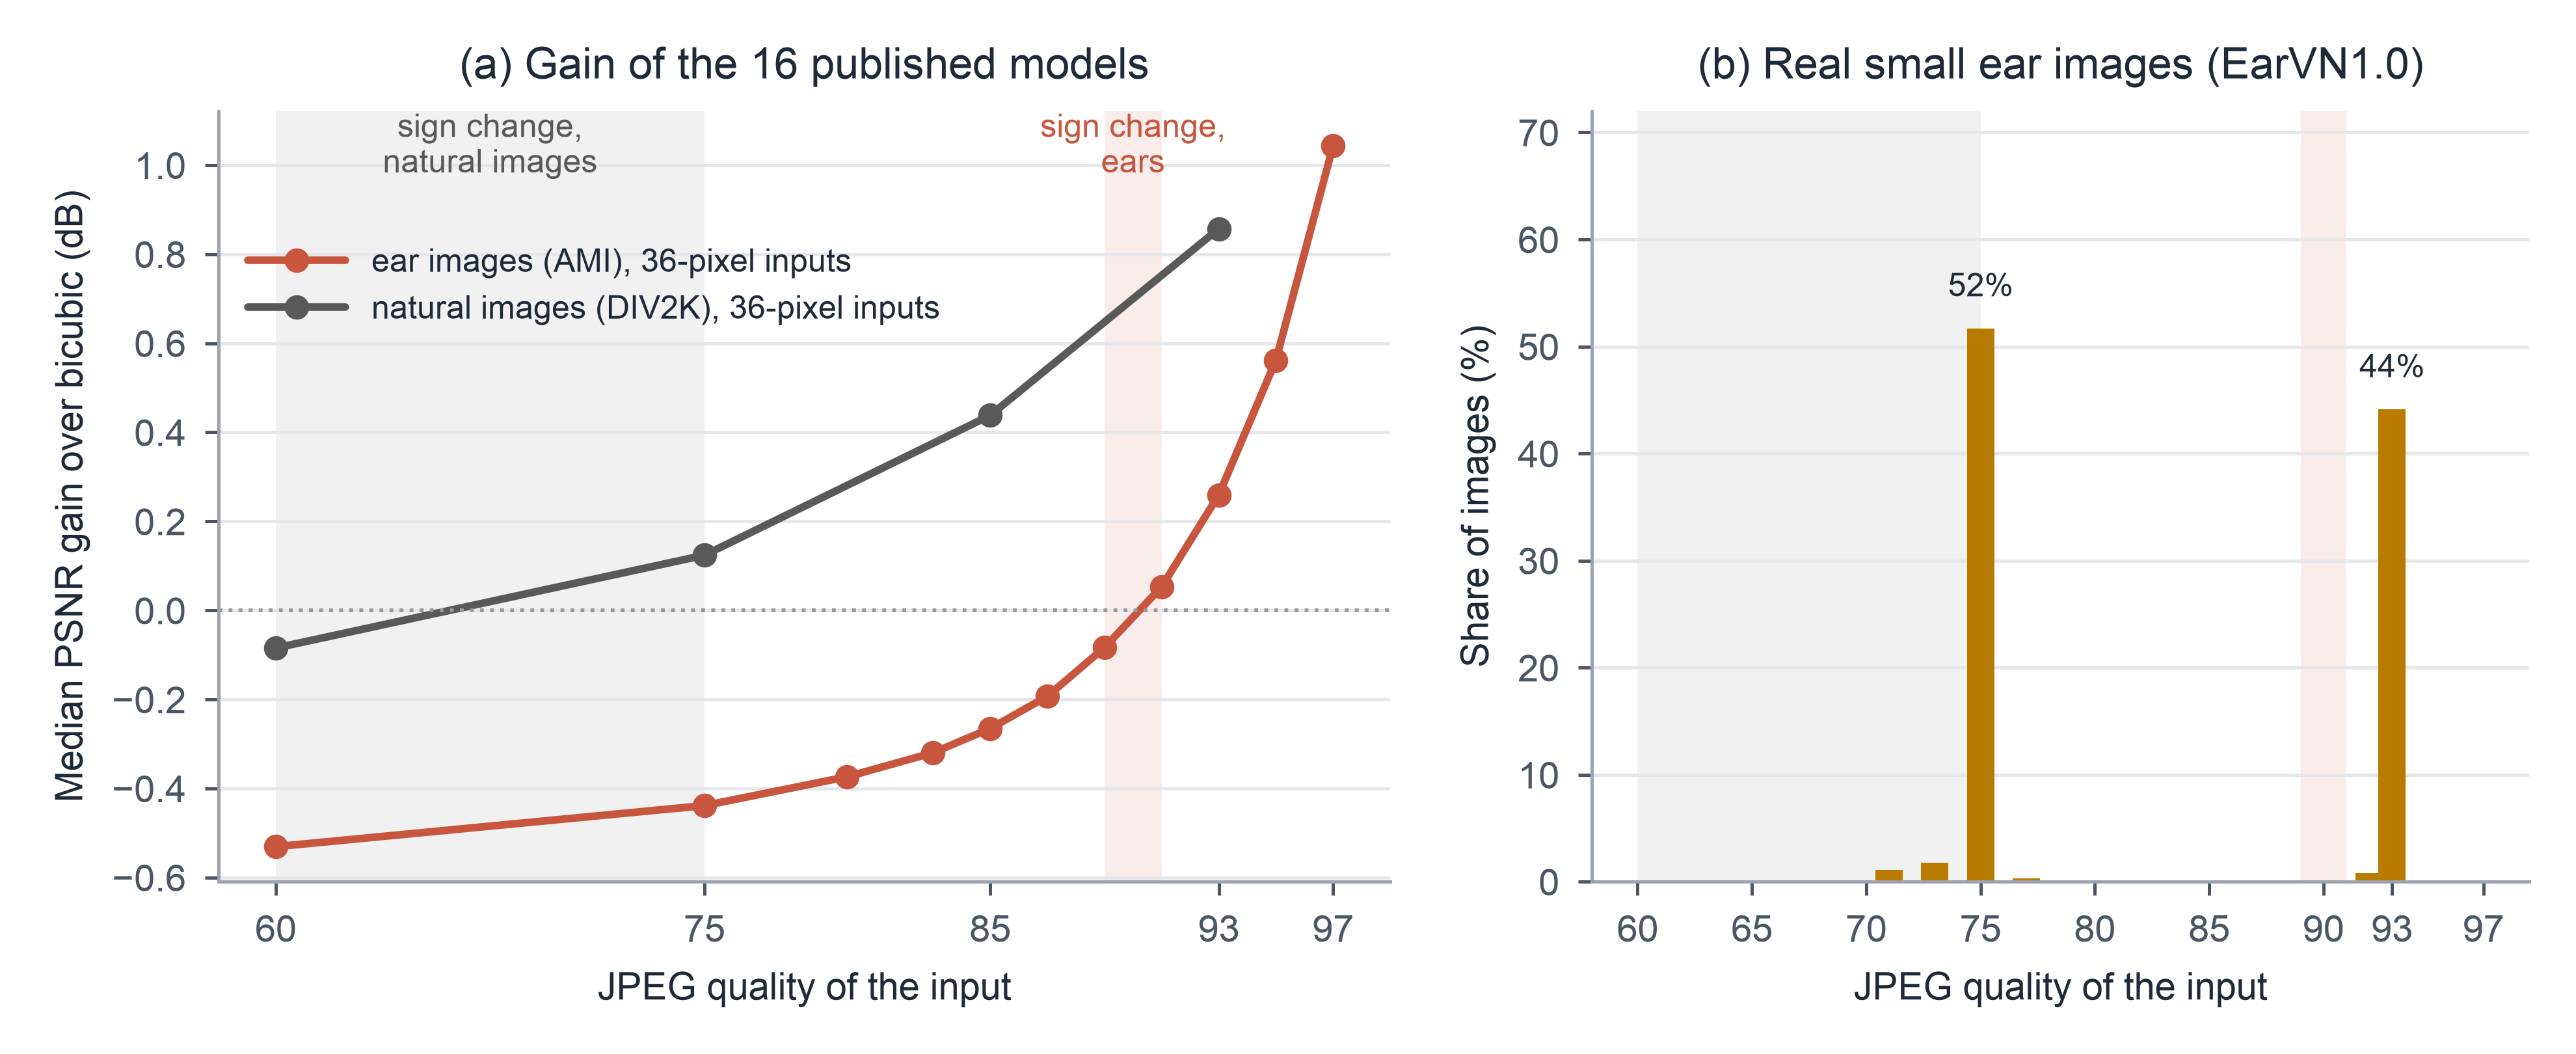 (a) Gain of the 16 published models
sign change,
natural images
sign change,
ears
ear images (AMI), 36-pixel inputs
natural images (DIV2K), 36-pixel inputs
Median PSNR gain over bicubic (dB)
1.0
0.8
0.6
0.4
0.2
0.0
−0.2
−0.4
−0.6
60 75 85 93 97
JPEG quality of the input
(b) Real small ear images (EarVN1.0)
Share of images (%)
70
60
50
40
30
20
10
0
52%
44%
60 65 70 75 80 85 90 93 97
JPEG quality of the input